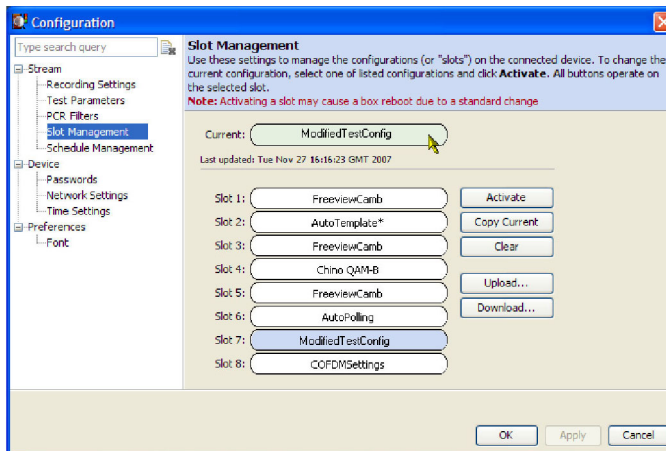 Configuration
Type search query
Stream
Recording Settings
Test Parameters
PCR Filters
Slot Management
Schedule Management
Device
Passwords
Network Settings
Time Settings
Preferences
Font
Slot Management
Use these settings to manage the configurations (or "slots") on the connected device. To change the
current configuration, select one of listed configurations and click Activate. All buttons operate on
the selected slot.
Note: Activating a slot may cause a box reboot due to a standard change
Current: ModifiedTestConfig
Last updated: Tue Nov 27 16:16:23 GMT 2007
Slot 1: FreeviewCamb
Activate
Slot 2: AutoTemplate*
Copy Current
Slot 3: FreeviewCamb
Clear
Slot 4: Chino QAM-B
Upload...
Slot 5: FreeviewCamb
Download...
Slot 6: AutoPolling
Slot 7: ModifiedTestConfig
Slot 8: COFDMSettings
OK
Apply
Cancel